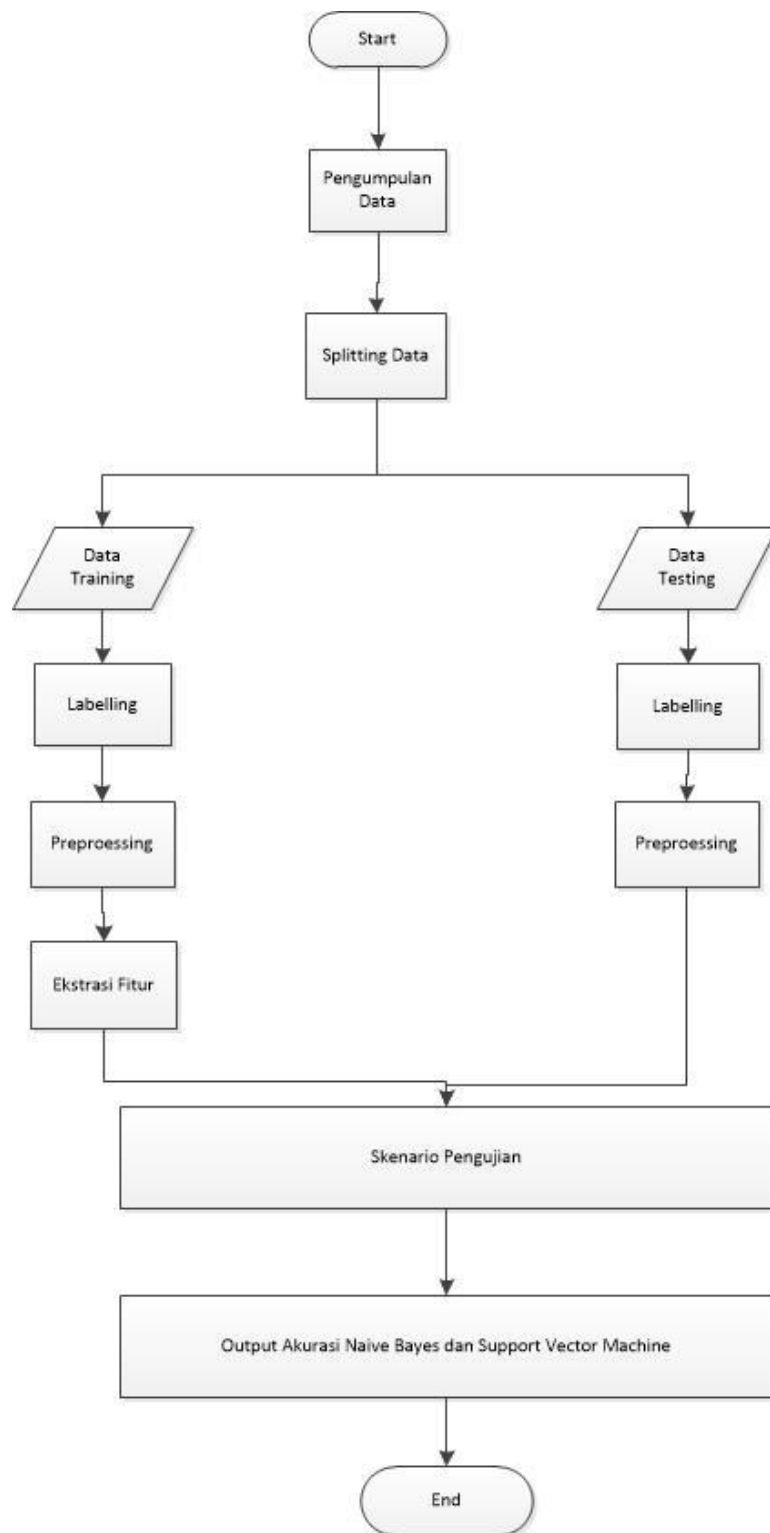 Start
Pengumpulan
Data
Splitting Data
Data
Training
Data
Testing
Labelling
Labelling
Preproessing
Preproessing
Ekstrasi Fitur
Skenario Pengujian
Output Akurasi Naive Bayes dan Support Vector Machine
End